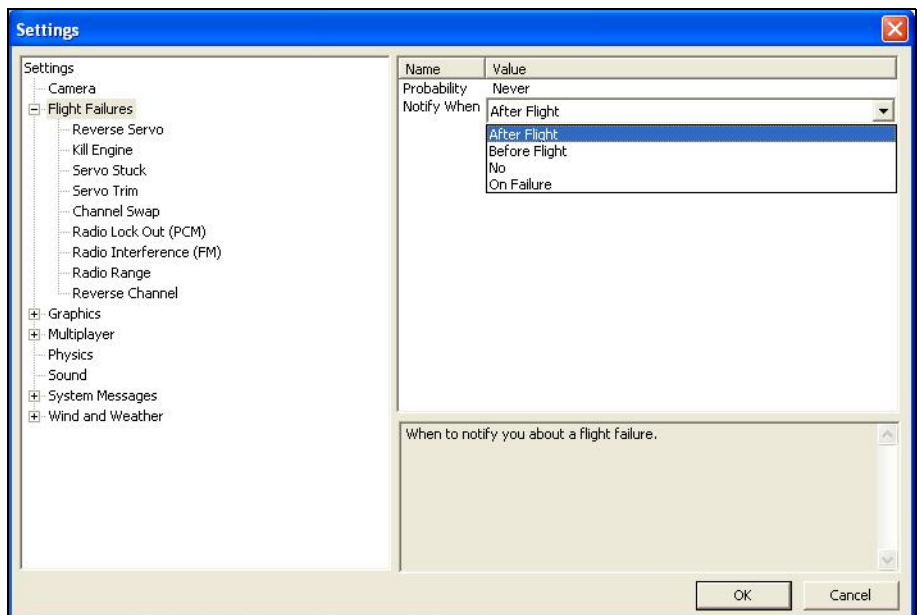 Settings
Settings
Camera
Flight Failures
Reverse Servo
Kill Engine
Servo Stuck
Servo Trim
Channel Swap
Radio Lock Out (PCM)
Radio Interference (FM)
Radio Range
Reverse Channel
Graphics
Multiplayer
Physics
Sound
System Messages
Wind and Weather
Name Value
Probability Never
Notify When After Flight
After Flight
Before Flight
No
On Failure
When to notify you about a flight failure.
OK Cancel